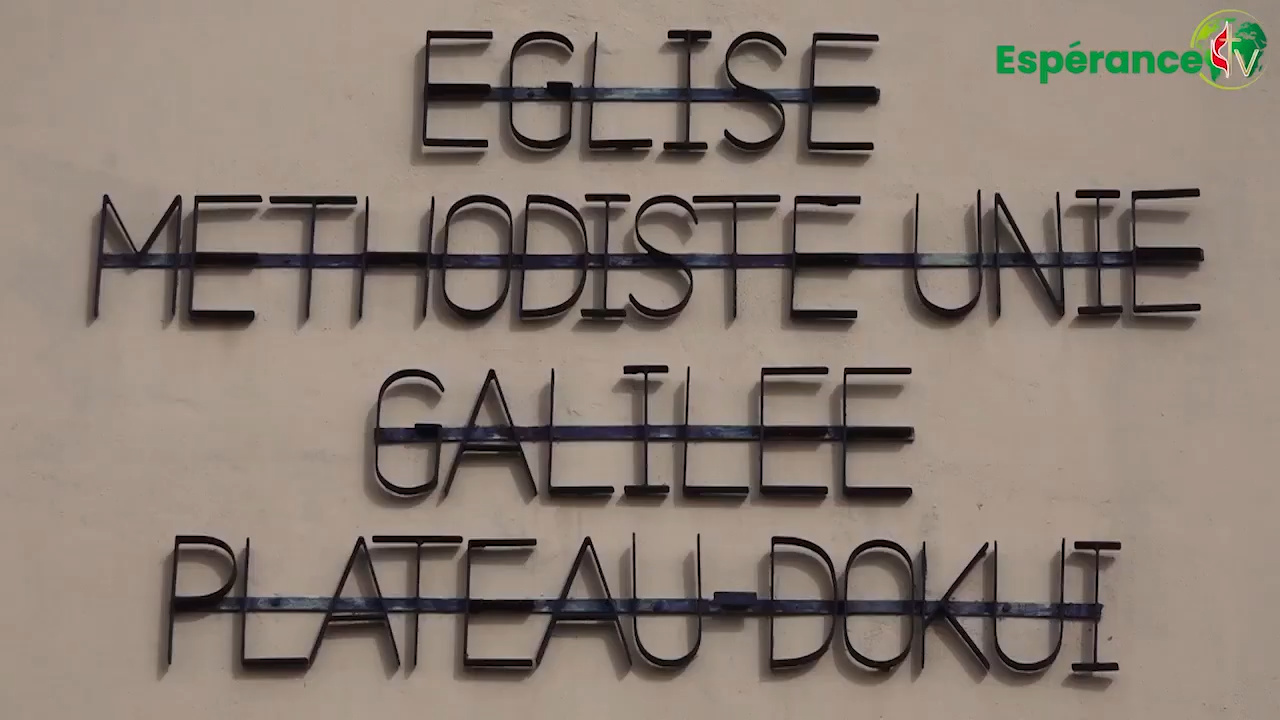 Espérance TV
EGLISE
METHODISTE UNIE
GALILEE
PLATEAU-DOKUI